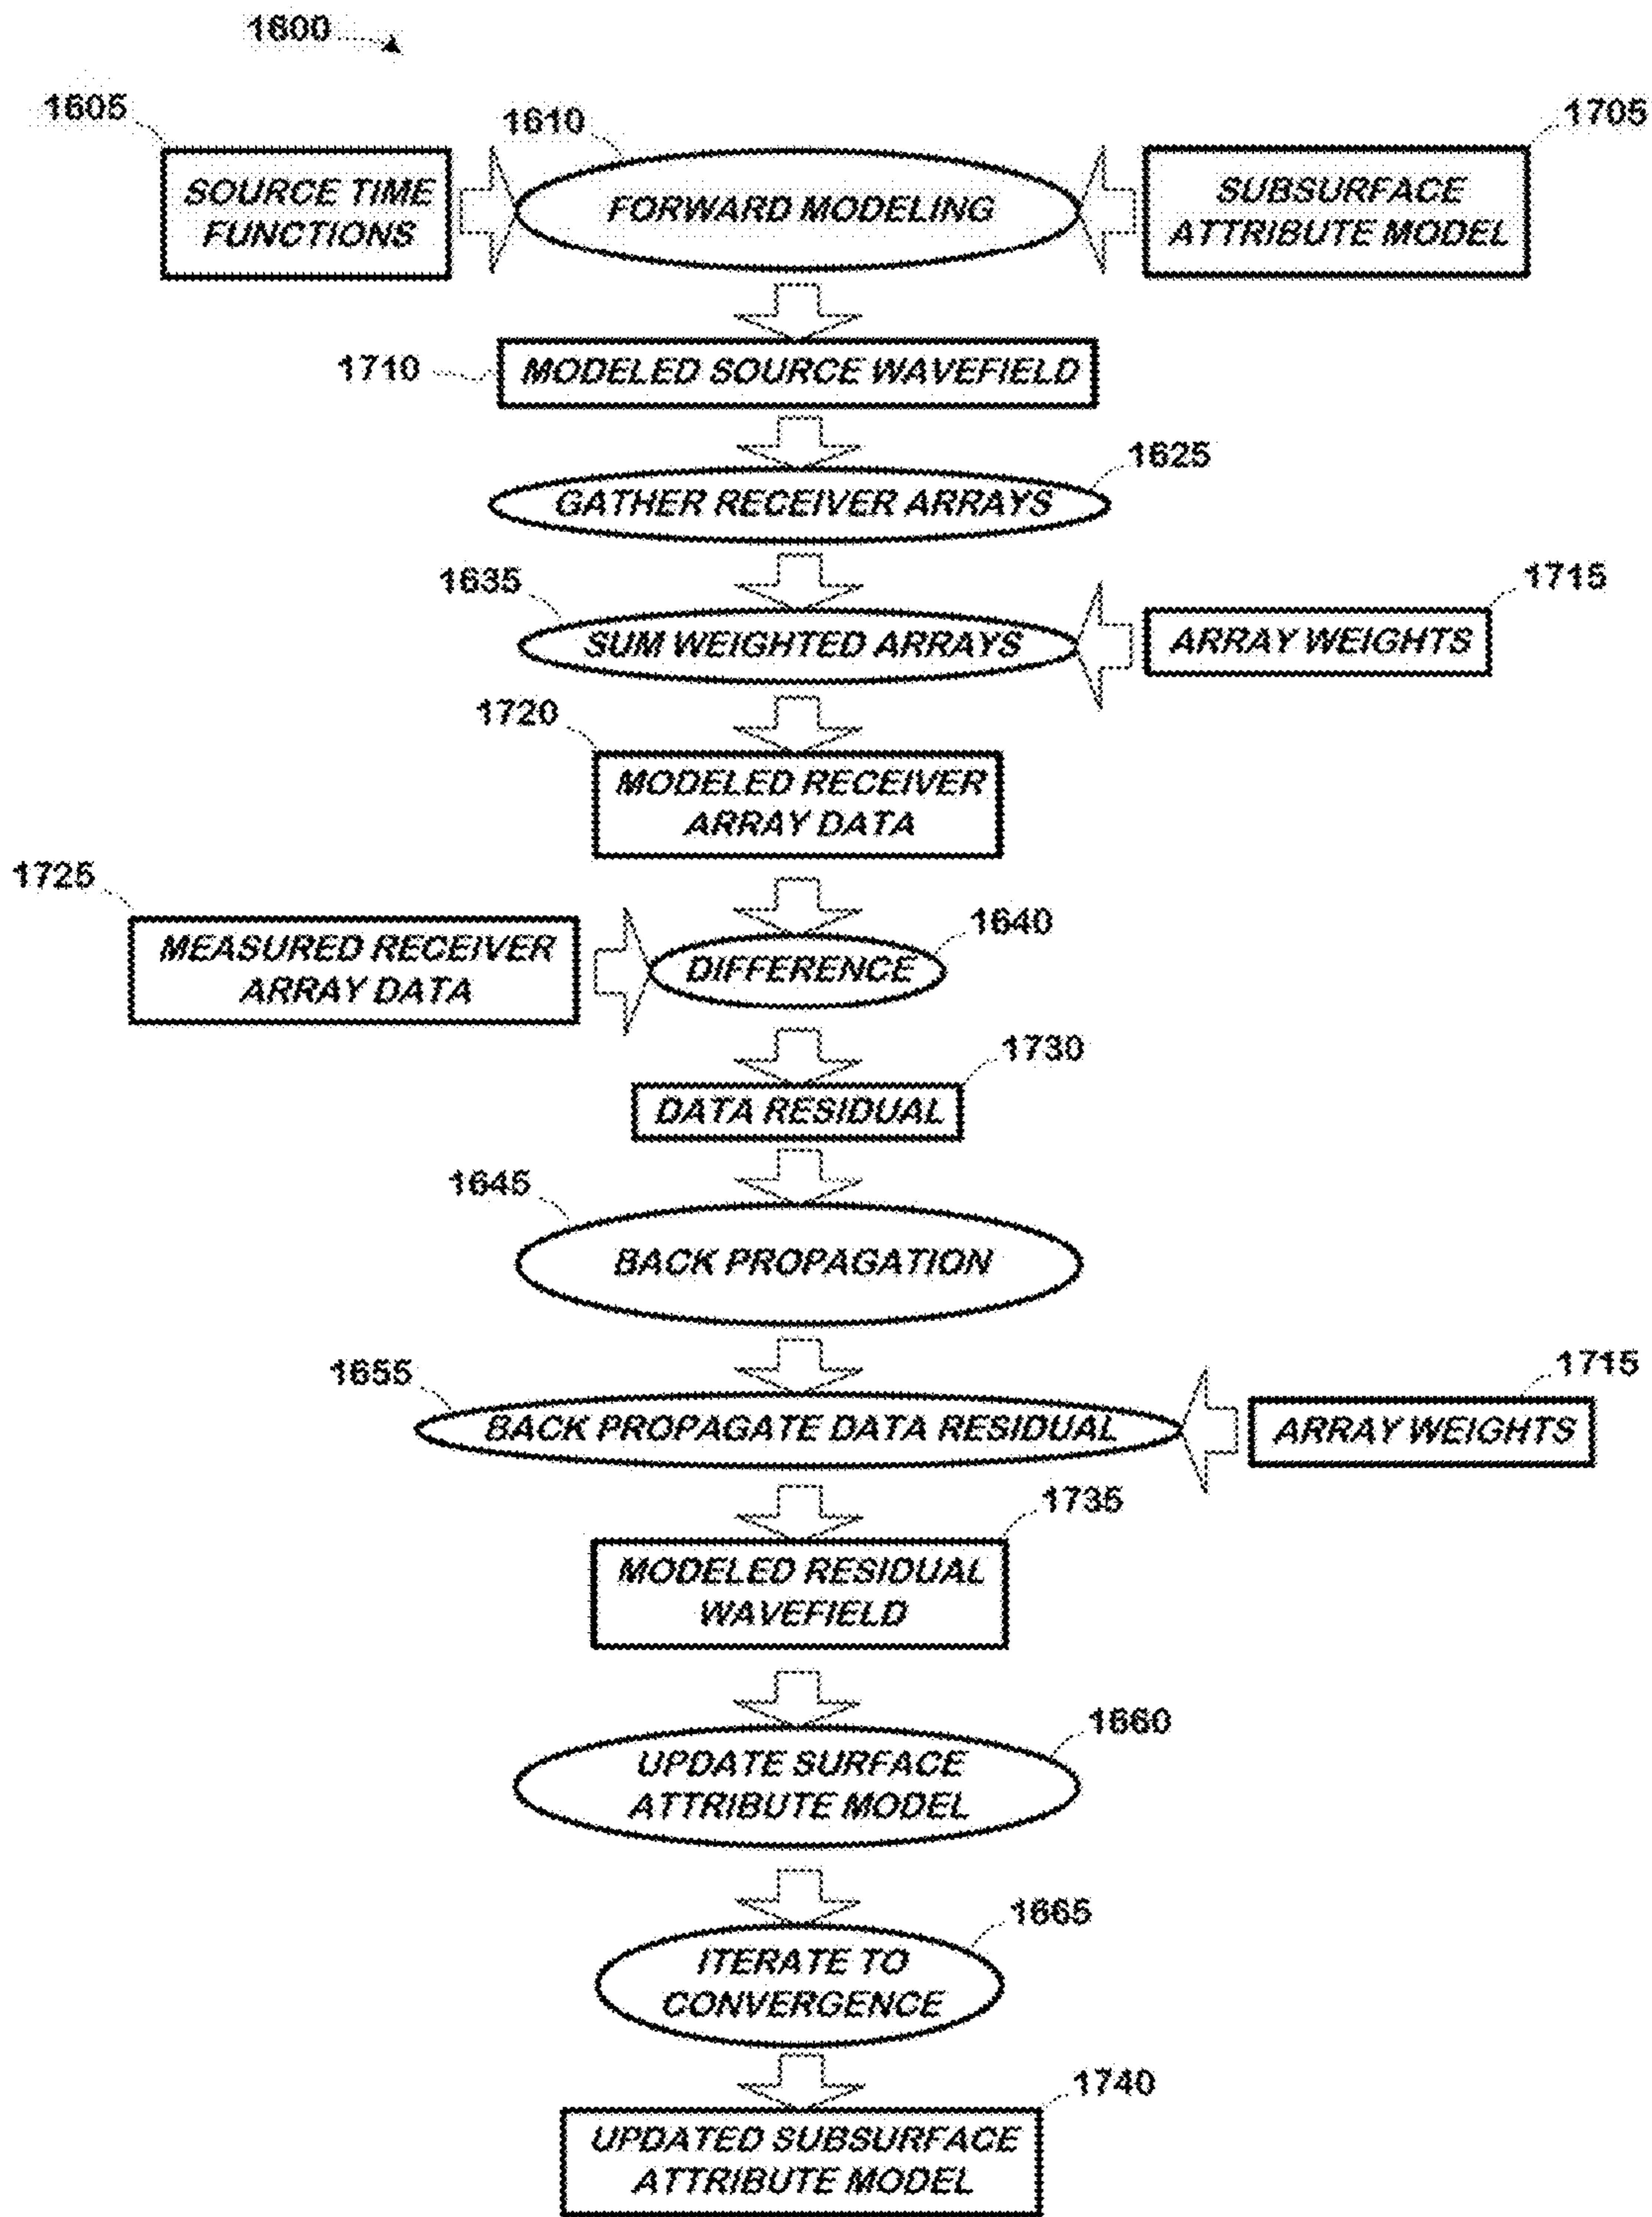 1600
1605
1610
1705
SOURCE TIME
FUNCTIONS
FORWARD MODELING
SUBSURFACE
ATTRIBUTE MODEL
1710
MODELED SOURCE WAVEFIELD
1625
GATHER RECEIVER ARRAYS
1635
1715
SUM WEIGHTED ARRAYS
ARRAY WEIGHTS
1720
MODELED RECEIVER
ARRAY DATA
1725
MEASURED RECEIVER
ARRAY DATA
1640
DIFFERENCE
1730
DATA RESIDUAL
1645
BACK PROPAGATION
1655
1715
BACK PROPAGATE DATA RESIDUAL
ARRAY WEIGHTS
1735
MODELED RESIDUAL
WAVEFIELD
1660
UPDATE SURFACE
ATTRIBUTE MODEL
1665
ITERATE TO
CONVERGENCE
1740
UPDATED SUBSURFACE
ATTRIBUTE MODEL